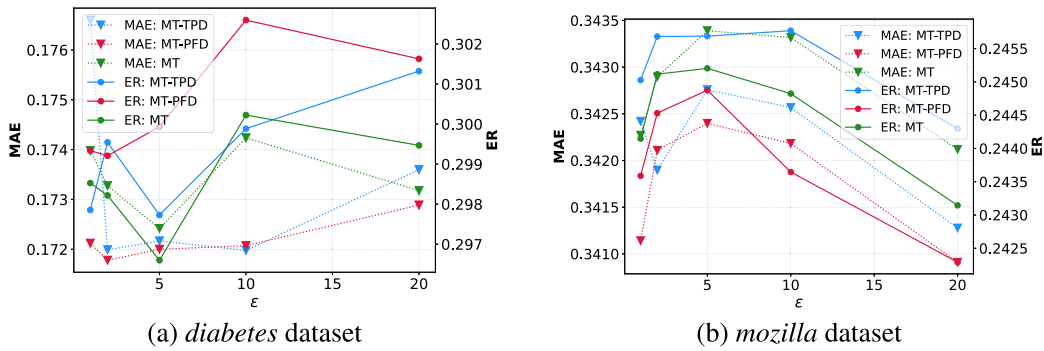 MAE: MT-TPD
MAE: MT-PFD
MAE: MT
ER: MT-TPD
ER: MT-PFD
ER: MT
0.176
0.175
0.174
0.173
0.172
MAE
0.302
0.301
0.300
0.299
0.298
0.297
ER
5 10 15 20
ε
(a) diabetes dataset
MAE: MT-TPD
MAE: MT-PFD
MAE: MT
ER: MT-TPD
ER: MT-PFD
ER: MT
0.3435
0.3430
0.3425
0.3420
0.3415
0.3410
MAE
0.2455
0.2450
0.2445
0.2440
0.2435
0.2430
0.2425
ER
5 10 15 20
ε
(b) mozilla dataset